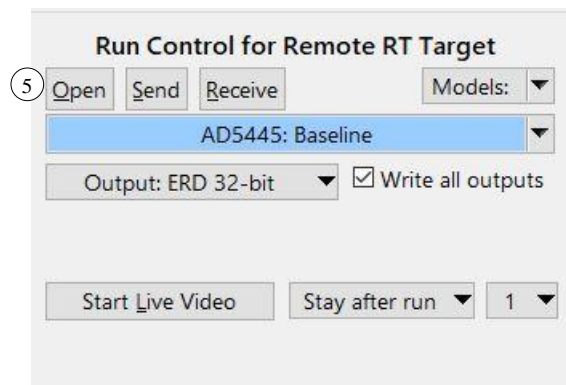 Run Control for Remote RT Target
5 Open Send Receive Models:
AD5445: Baseline
Output: ERD 32-bit Write all outputs
Start Live Video Stay after run 1